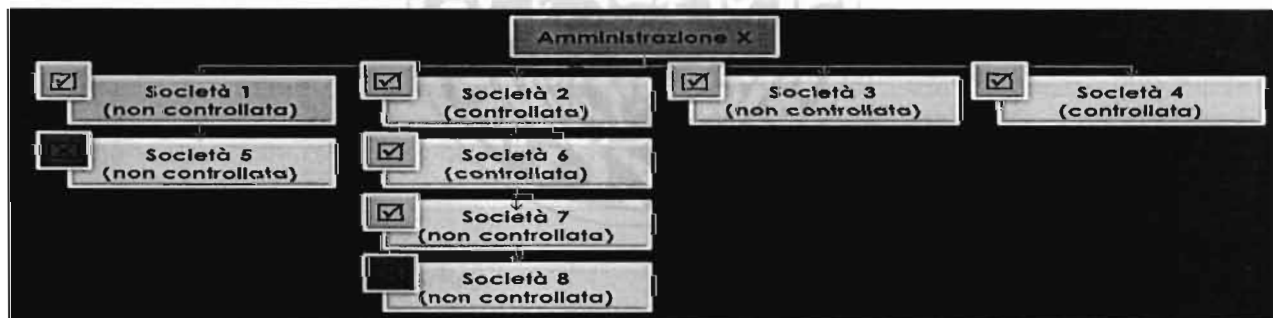 Amministrazione X
Società 1
(non controllata)
Società 2
(controllata)
Società 3
(non controllata)
Società 4
(controllata)
Società 5
(non controllata)
Società 6
(controllata)
Società 7
(non controllata)
Società 8
(non controllata)